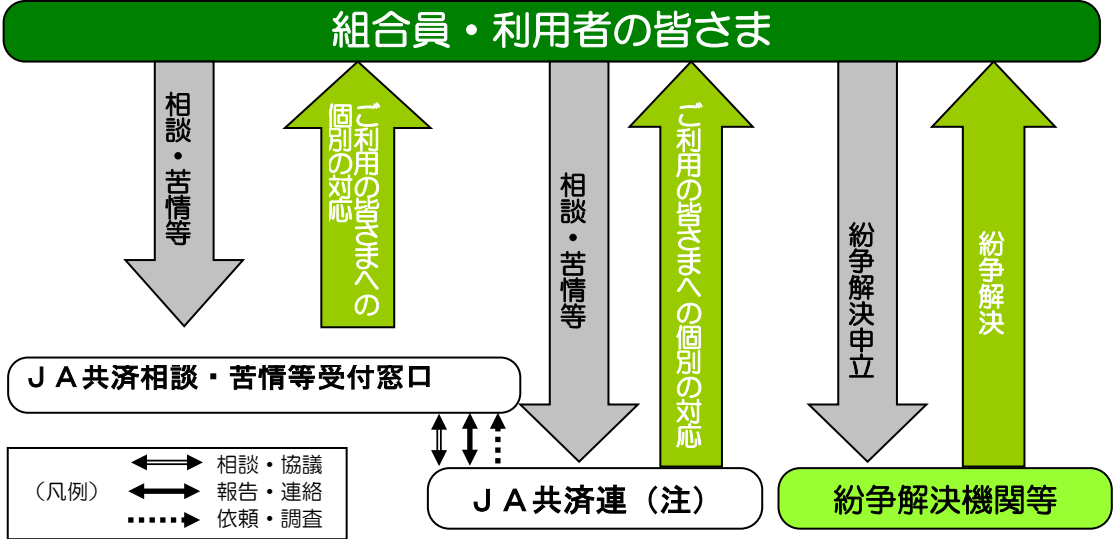 組合員・利用者の皆さま
相談・苦情等
ご利用の皆さまへの
個別の対応
相談・苦情等
ご利用の皆さまへの個別の対応
紛争解決申立
紛争解決
ＪＡ共済相談・苦情等受付窓口
（凡例）
相談・協議
報告・連絡
依頼・調査
ＪＡ共済連（注）
紛争解決機関等